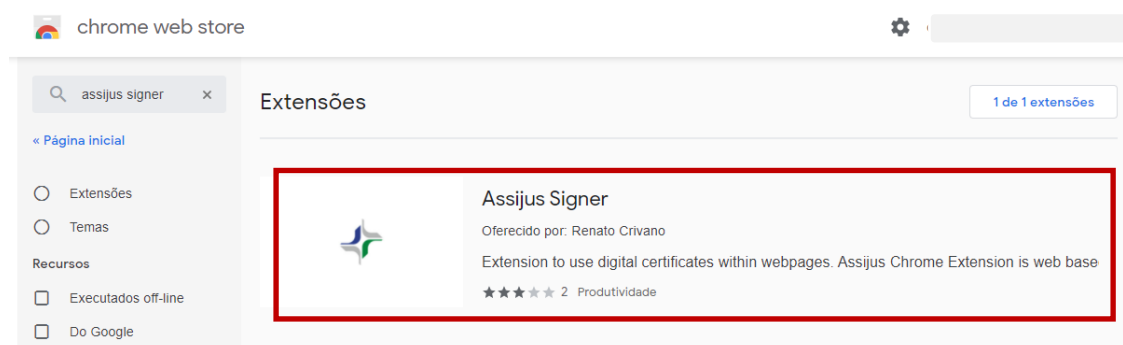 chrome web store
assijus signer ×
Extensões
1 de 1 extensões
« Página inicial
Extensões
Temas
Recursos
Executados off-line
Do Google
Assijus Signer
Oferecido por: Renato Crivano
Extension to use digital certificates within webpages. Assijus Chrome Extension is web base
2 Produtividade